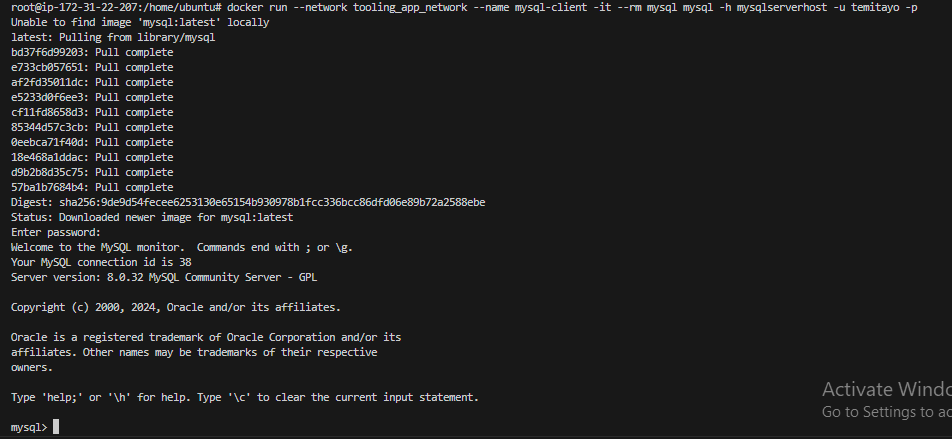 root@ip-172-31-22-207:/home/ubuntu# docker run --network tooling_app_network --name mysql-client -it --rm mysql mysql -h mysqlserverhost -u temitayo -p
Unable to find image 'mysql:latest' locally
latest: Pulling from library/mysql
bd37f6d99203: Pull complete
e733cb057651: Pull complete
af2fd35011dc: Pull complete
e5233d0f6ee3: Pull complete
cf11fd8658d3: Pull complete
85344d57c3cb: Pull complete
0eebca71f40d: Pull complete
18e468a1ddac: Pull complete
d9b2b8d35c75: Pull complete
57ba1b7684b4: Pull complete
Digest: sha256:9de9d54fecee6253130e65154b930978b1fcc336bcc86dfd06e89b72a2588ebe
Status: Downloaded newer image for mysql:latest
Enter password:
Welcome to the MySQL monitor.  Commands end with ; or \g.
Your MySQL connection id is 38
Server version: 8.0.32 MySQL Community Server - GPL
Copyright (c) 2000, 2024, Oracle and/or its affiliates.
Oracle is a registered trademark of Oracle Corporation and/or its
affiliates. Other names may be trademarks of their respective
owners.
Type 'help;' or '\h' for help. Type '\c' to clear the current input statement.
mysql>
Activate Windo
Go to Settings to ac